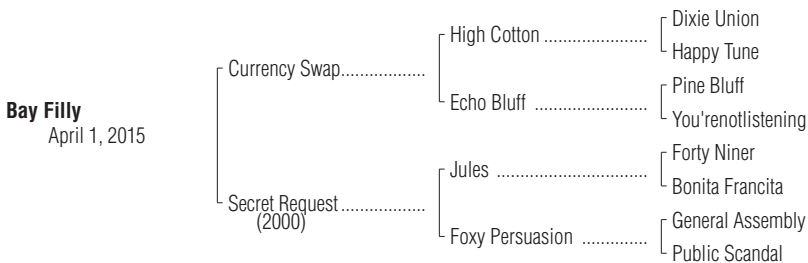 Dixie Union
High Cotton ......................
Happy Tune
Currency Swap..................
Pine Bluff
Echo Bluff ........................
You'renotlistening
Bay Filly
April 1, 2015
Forty Niner
Jules ................................
Bonita Francita
Secret Request ..................
(2000)
General Assembly
Foxy Persuasion ..............
Public Scandal